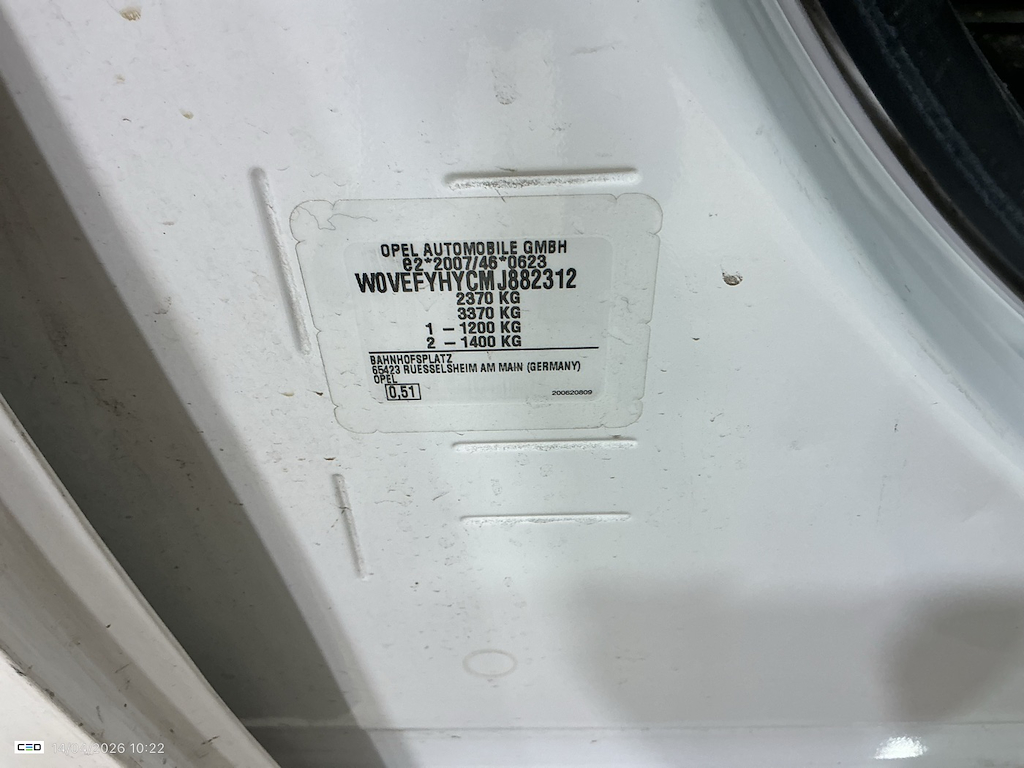 OPEL AUTOMOBILE GMBH
e2*2007/46*0623
W0VEFYHYCMJ882312
2370 KG
3370 KG
1 – 1200 KG
2 – 1400 KG
BAHNHOFSPLATZ
65423 RUESSELSHEIM AM MAIN (GERMANY)
OPEL
0,51
200620809
CEO 14/04/2026 10:22